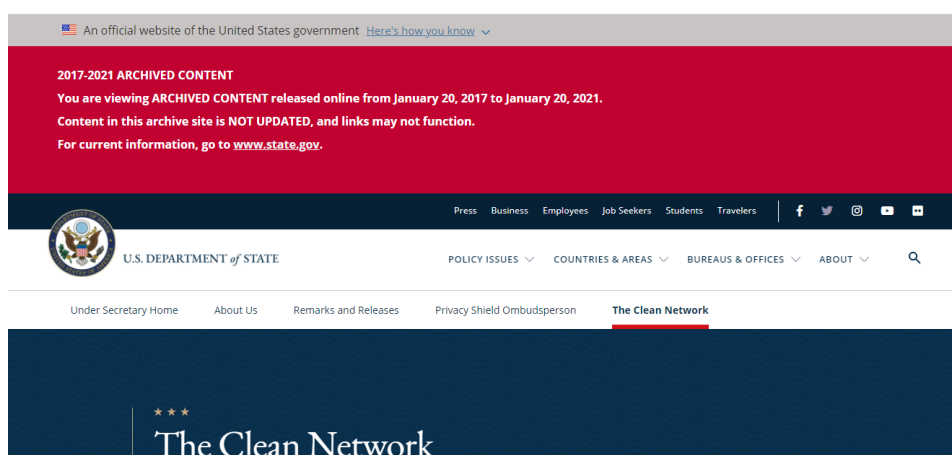 An official website of the United States government Here's how you know
2017-2021 ARCHIVED CONTENT
You are viewing ARCHIVED CONTENT released online from January 20, 2017 to January 20, 2021.
Content in this archive site is NOT UPDATED, and links may not function.
For current information, go to www.state.gov.
Press Business Employees Job Seekers Students Travelers
U.S. DEPARTMENT of STATE
POLICY ISSUES COUNTRIES & AREAS BUREAUS & OFFICES ABOUT
Under Secretary Home About Us Remarks and Releases Privacy Shield Ombudsperson The Clean Network
The Clean Network